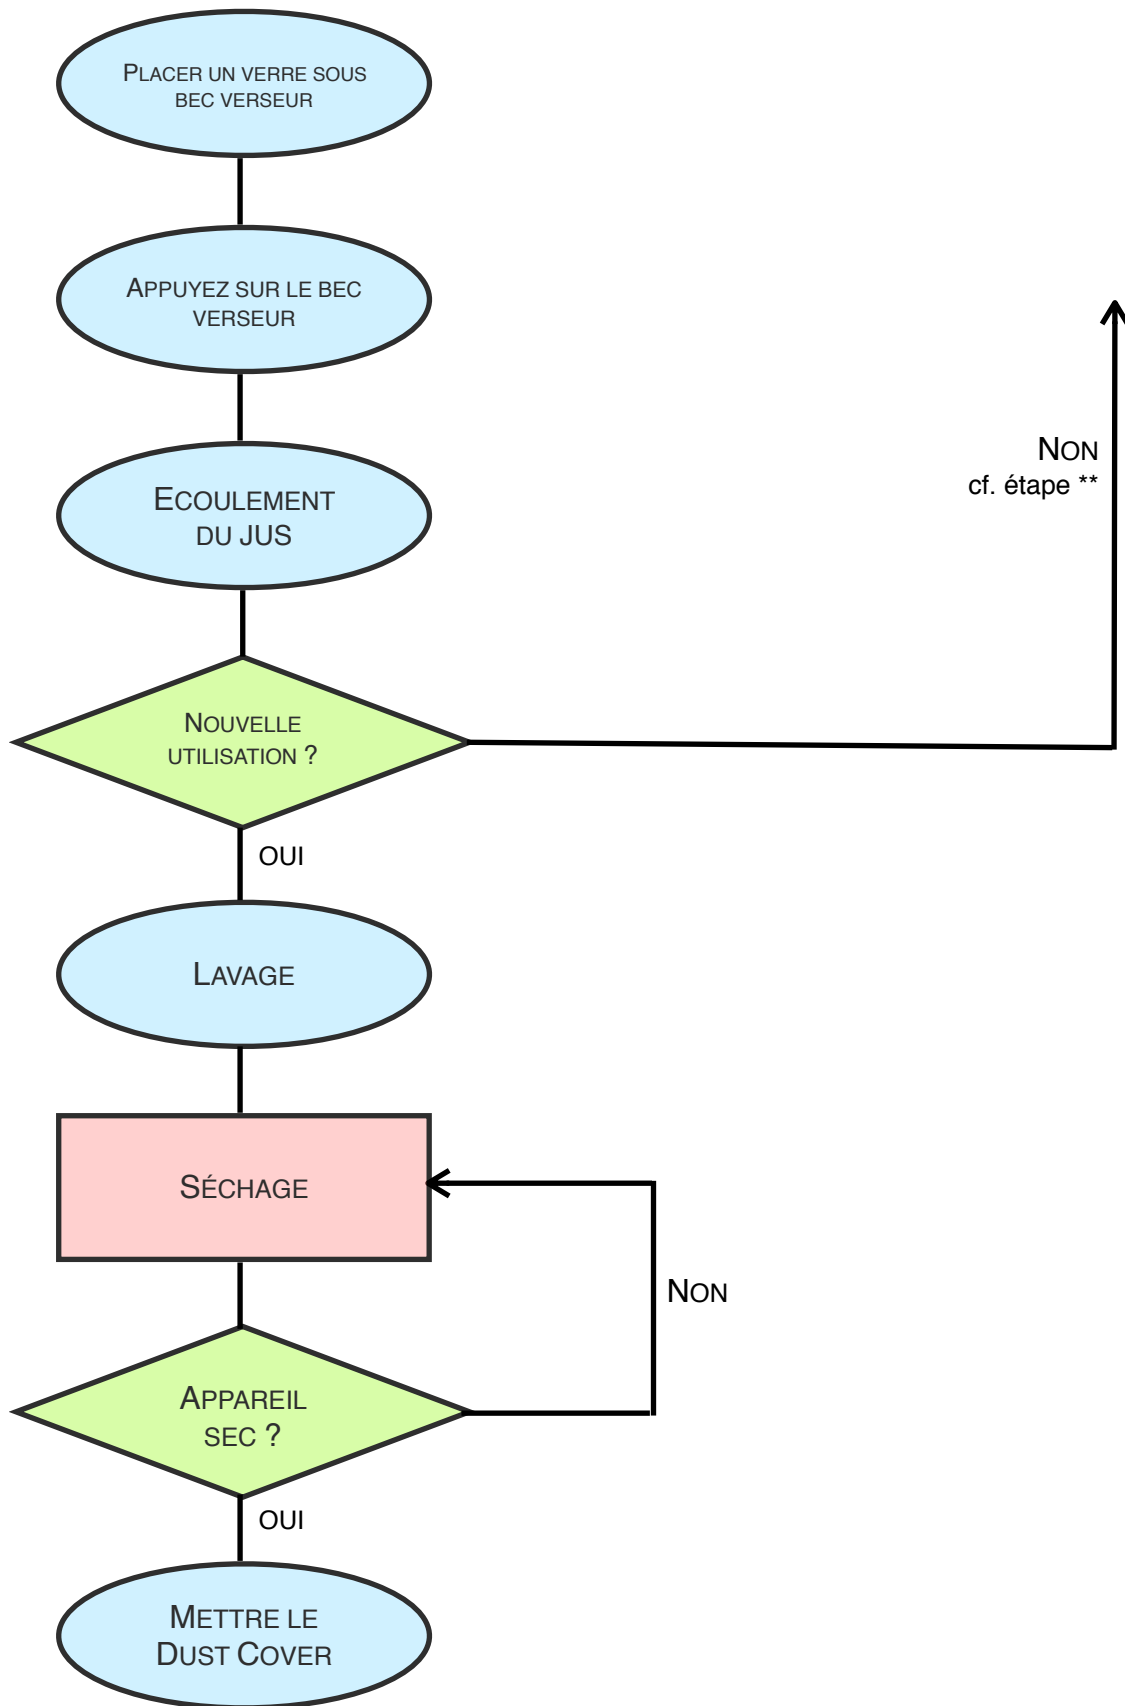 PLACER UN VERRE SOUS
BEC VERSEUR
APPUYEZ SUR LE BEC
VERSEUR
NON
cf. étape **
ECOULEMENT
DU JUS
NOUVELLE
UTILISATION ?
OUI
LAVAGE
SÉCHAGE
NON
APPAREIL
SEC ?
OUI
METTRE LE
DUST COVER